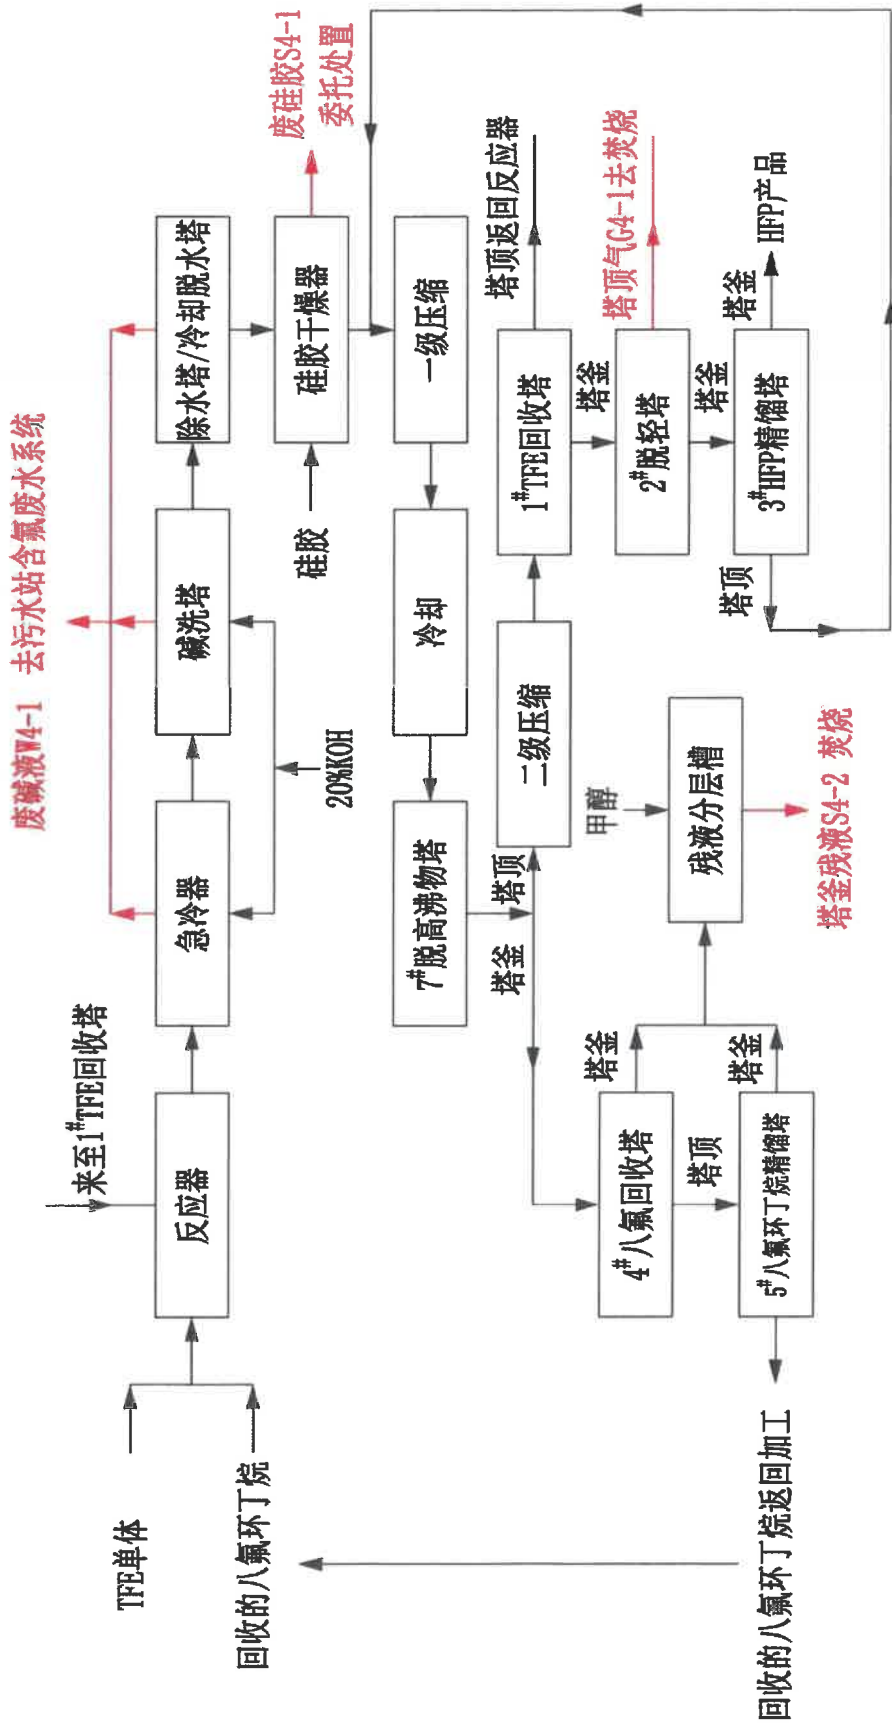 废碱液W4-1 去污水站含氟废水系统
来至1#TFE回收塔
TFE单体
回收的八氟环丁烷
反应器
急冷器
碱洗塔
除水塔/冷却脱水塔
20%KOH
硅胶
硅胶干燥器
废硅胶S4-1
委托处置
7#脱高沸物塔
冷却
一级压缩
塔釜
塔顶
二级压缩
1#TFE回收塔
塔顶返回反应器
塔釜
2#脱轻塔
塔顶气G4-1去焚烧
塔釜
3#HFP精馏塔
塔釜
HFP产品
塔顶
4#八氟回收塔
塔釜
塔顶
5#八氟环丁烷精馏塔
塔釜
甲醇
残液分层槽
塔釜残液S4-2 焚烧
回收的八氟环丁烷返回加工